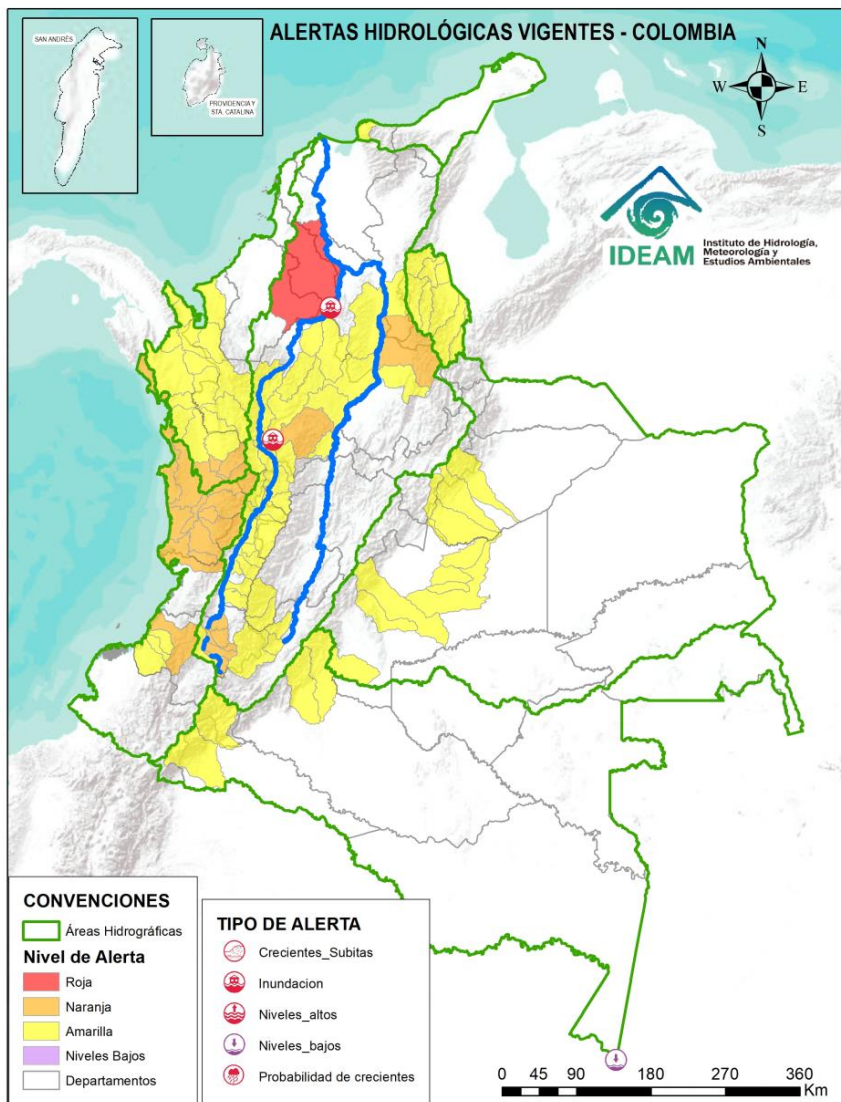 ALERTAS HIDROLÓGICAS VIGENTES - COLOMBIA
SAN ANDRÉS
PROVIDENCIA Y
STA. CATALINA
N
W
E
S
IDEAM
Instituto de Hidrología,
Meteorología y
Estudios Ambientales
CONVENCIONES
Áreas Hidrográficas
Nivel de Alerta
Roja
Naranja
Amarilla
Niveles Bajos
Departamentos
TIPO DE ALERTA
Crecientes_Subitas
Inundacion
Niveles_altos
Niveles_bajos
Probabilidad de crecientes
0 45 90 180 270 360
Km